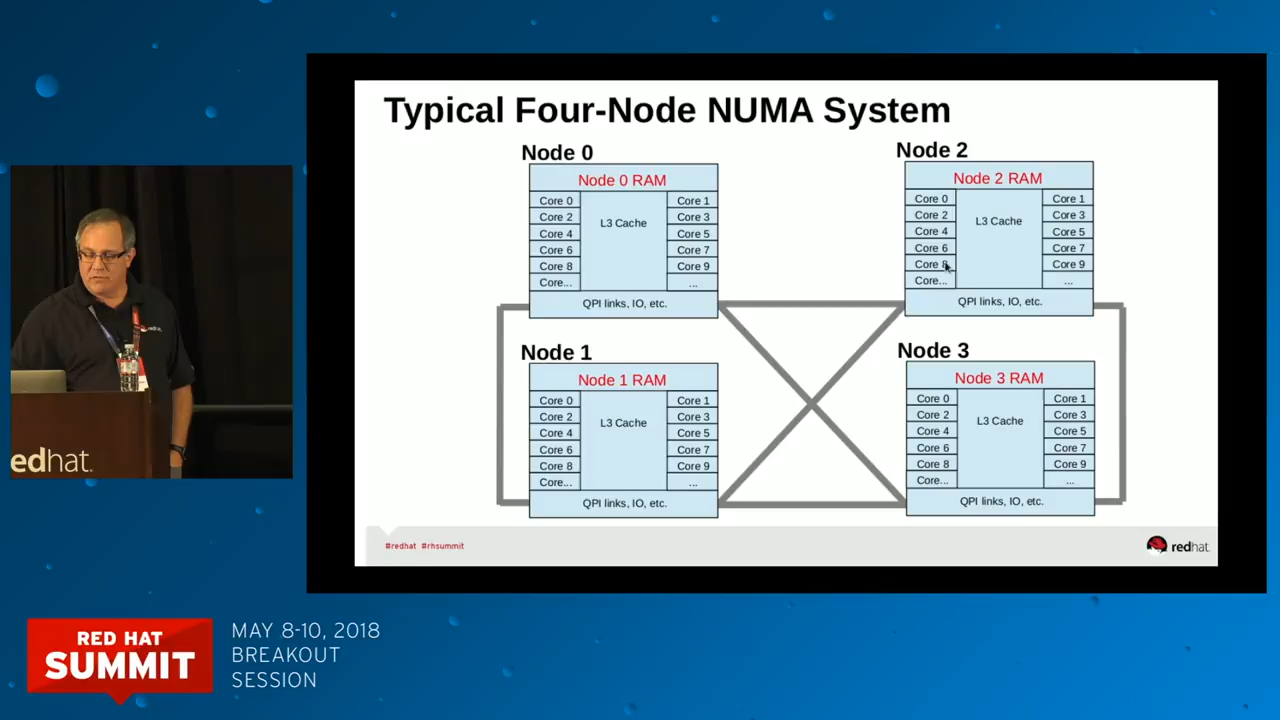 Typical Four-Node NUMA System
Node 0
Node 0 RAM
Core 0
Core 2
Core 4
Core 6
Core 8
Core...
L3 Cache
Core 1
Core 3
Core 5
Core 7
Core 9
...
QPI links, IO, etc.
Node 2
Node 2 RAM
Core 0
Core 2
Core 4
Core 6
Core 8
Core...
L3 Cache
Core 1
Core 3
Core 5
Core 7
Core 9
...
QPI links, IO, etc.
Node 1
Node 1 RAM
Core 0
Core 2
Core 4
Core 6
Core 8
Core...
L3 Cache
Core 1
Core 3
Core 5
Core 7
Core 9
...
QPI links, IO, etc.
Node 3
Node 3 RAM
Core 0
Core 2
Core 4
Core 6
Core 8
Core...
L3 Cache
Core 1
Core 3
Core 5
Core 7
Core 9
...
QPI links, IO, etc.
#redhat #rhsummit
redhat.
redhat
edhat.
RED HAT
SUMMIT
MAY 8-10, 2018
BREAKOUT
SESSION